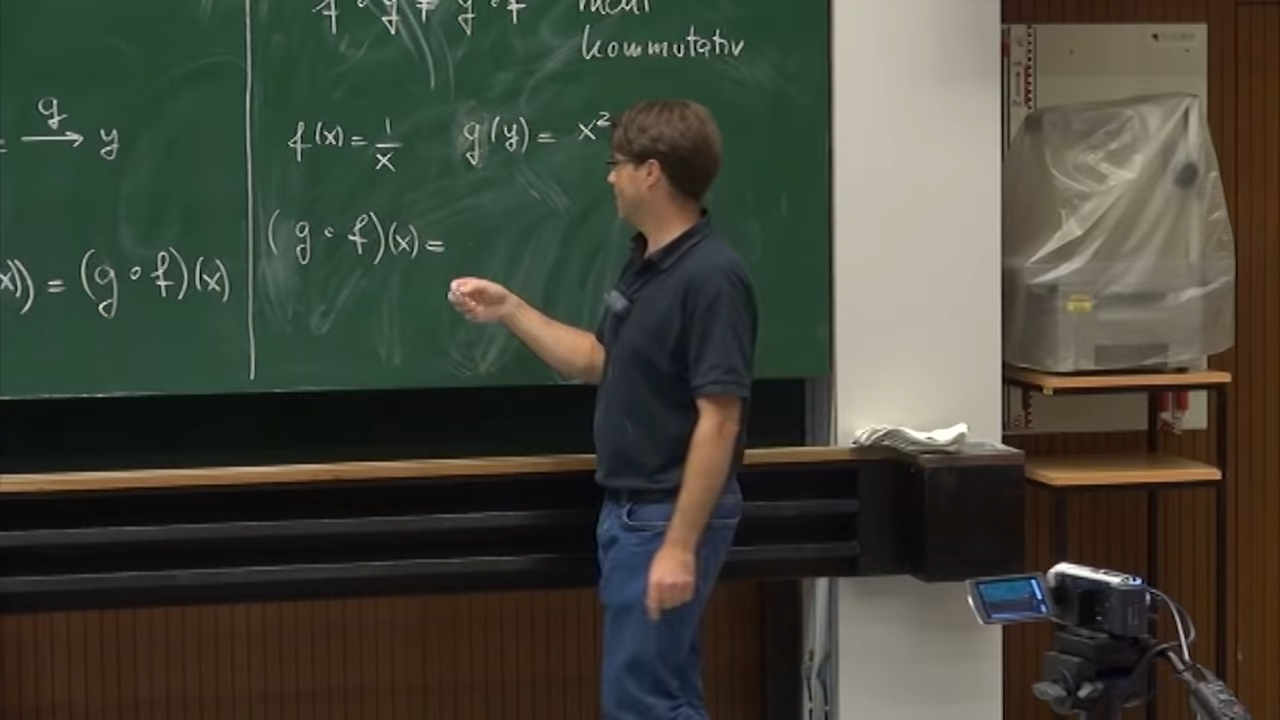 f ∘ g ≠ g ∘ f nicht
kommutativ
g
= → y
f(x) = 1/x g(y) = x²
(g ∘ f)(x) =
x)) = (g ∘ f)(x)